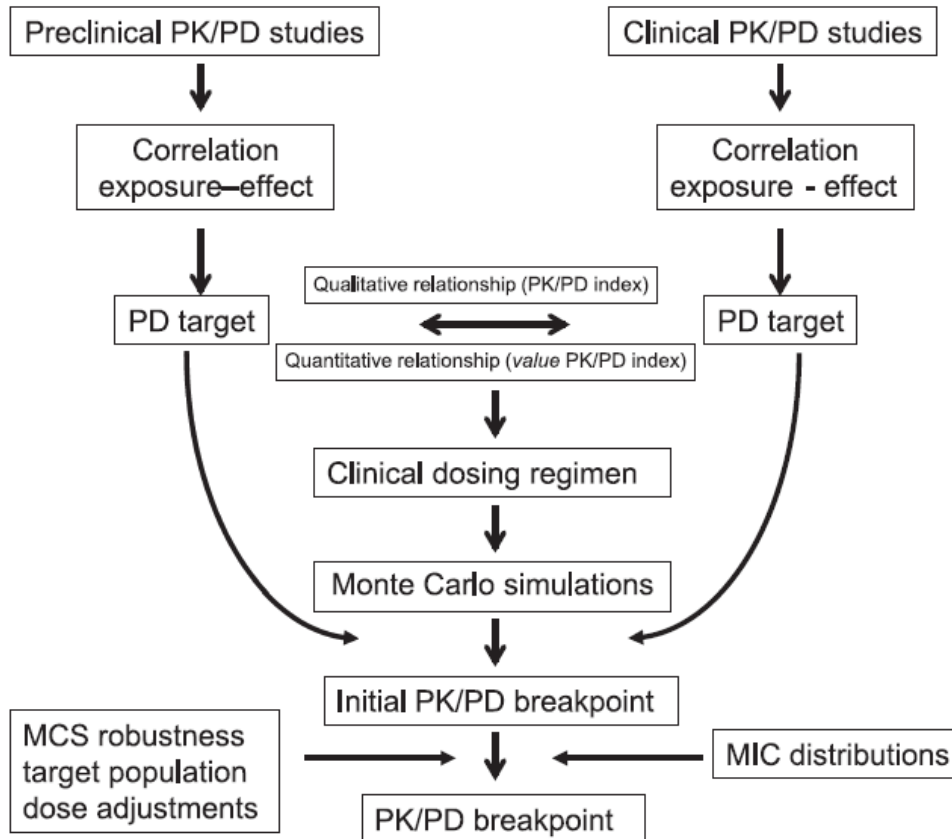 Preclinical PK/PD studies
Clinical PK/PD studies
Correlation
exposure–effect
Correlation
exposure - effect
Qualitative relationship (PK/PD index)
PD target
PD target
Quantitative relationship (value PK/PD index)
Clinical dosing regimen
Monte Carlo simulations
Initial PK/PD breakpoint
MCS robustness
target population
dose adjustments
MIC distributions
PK/PD breakpoint